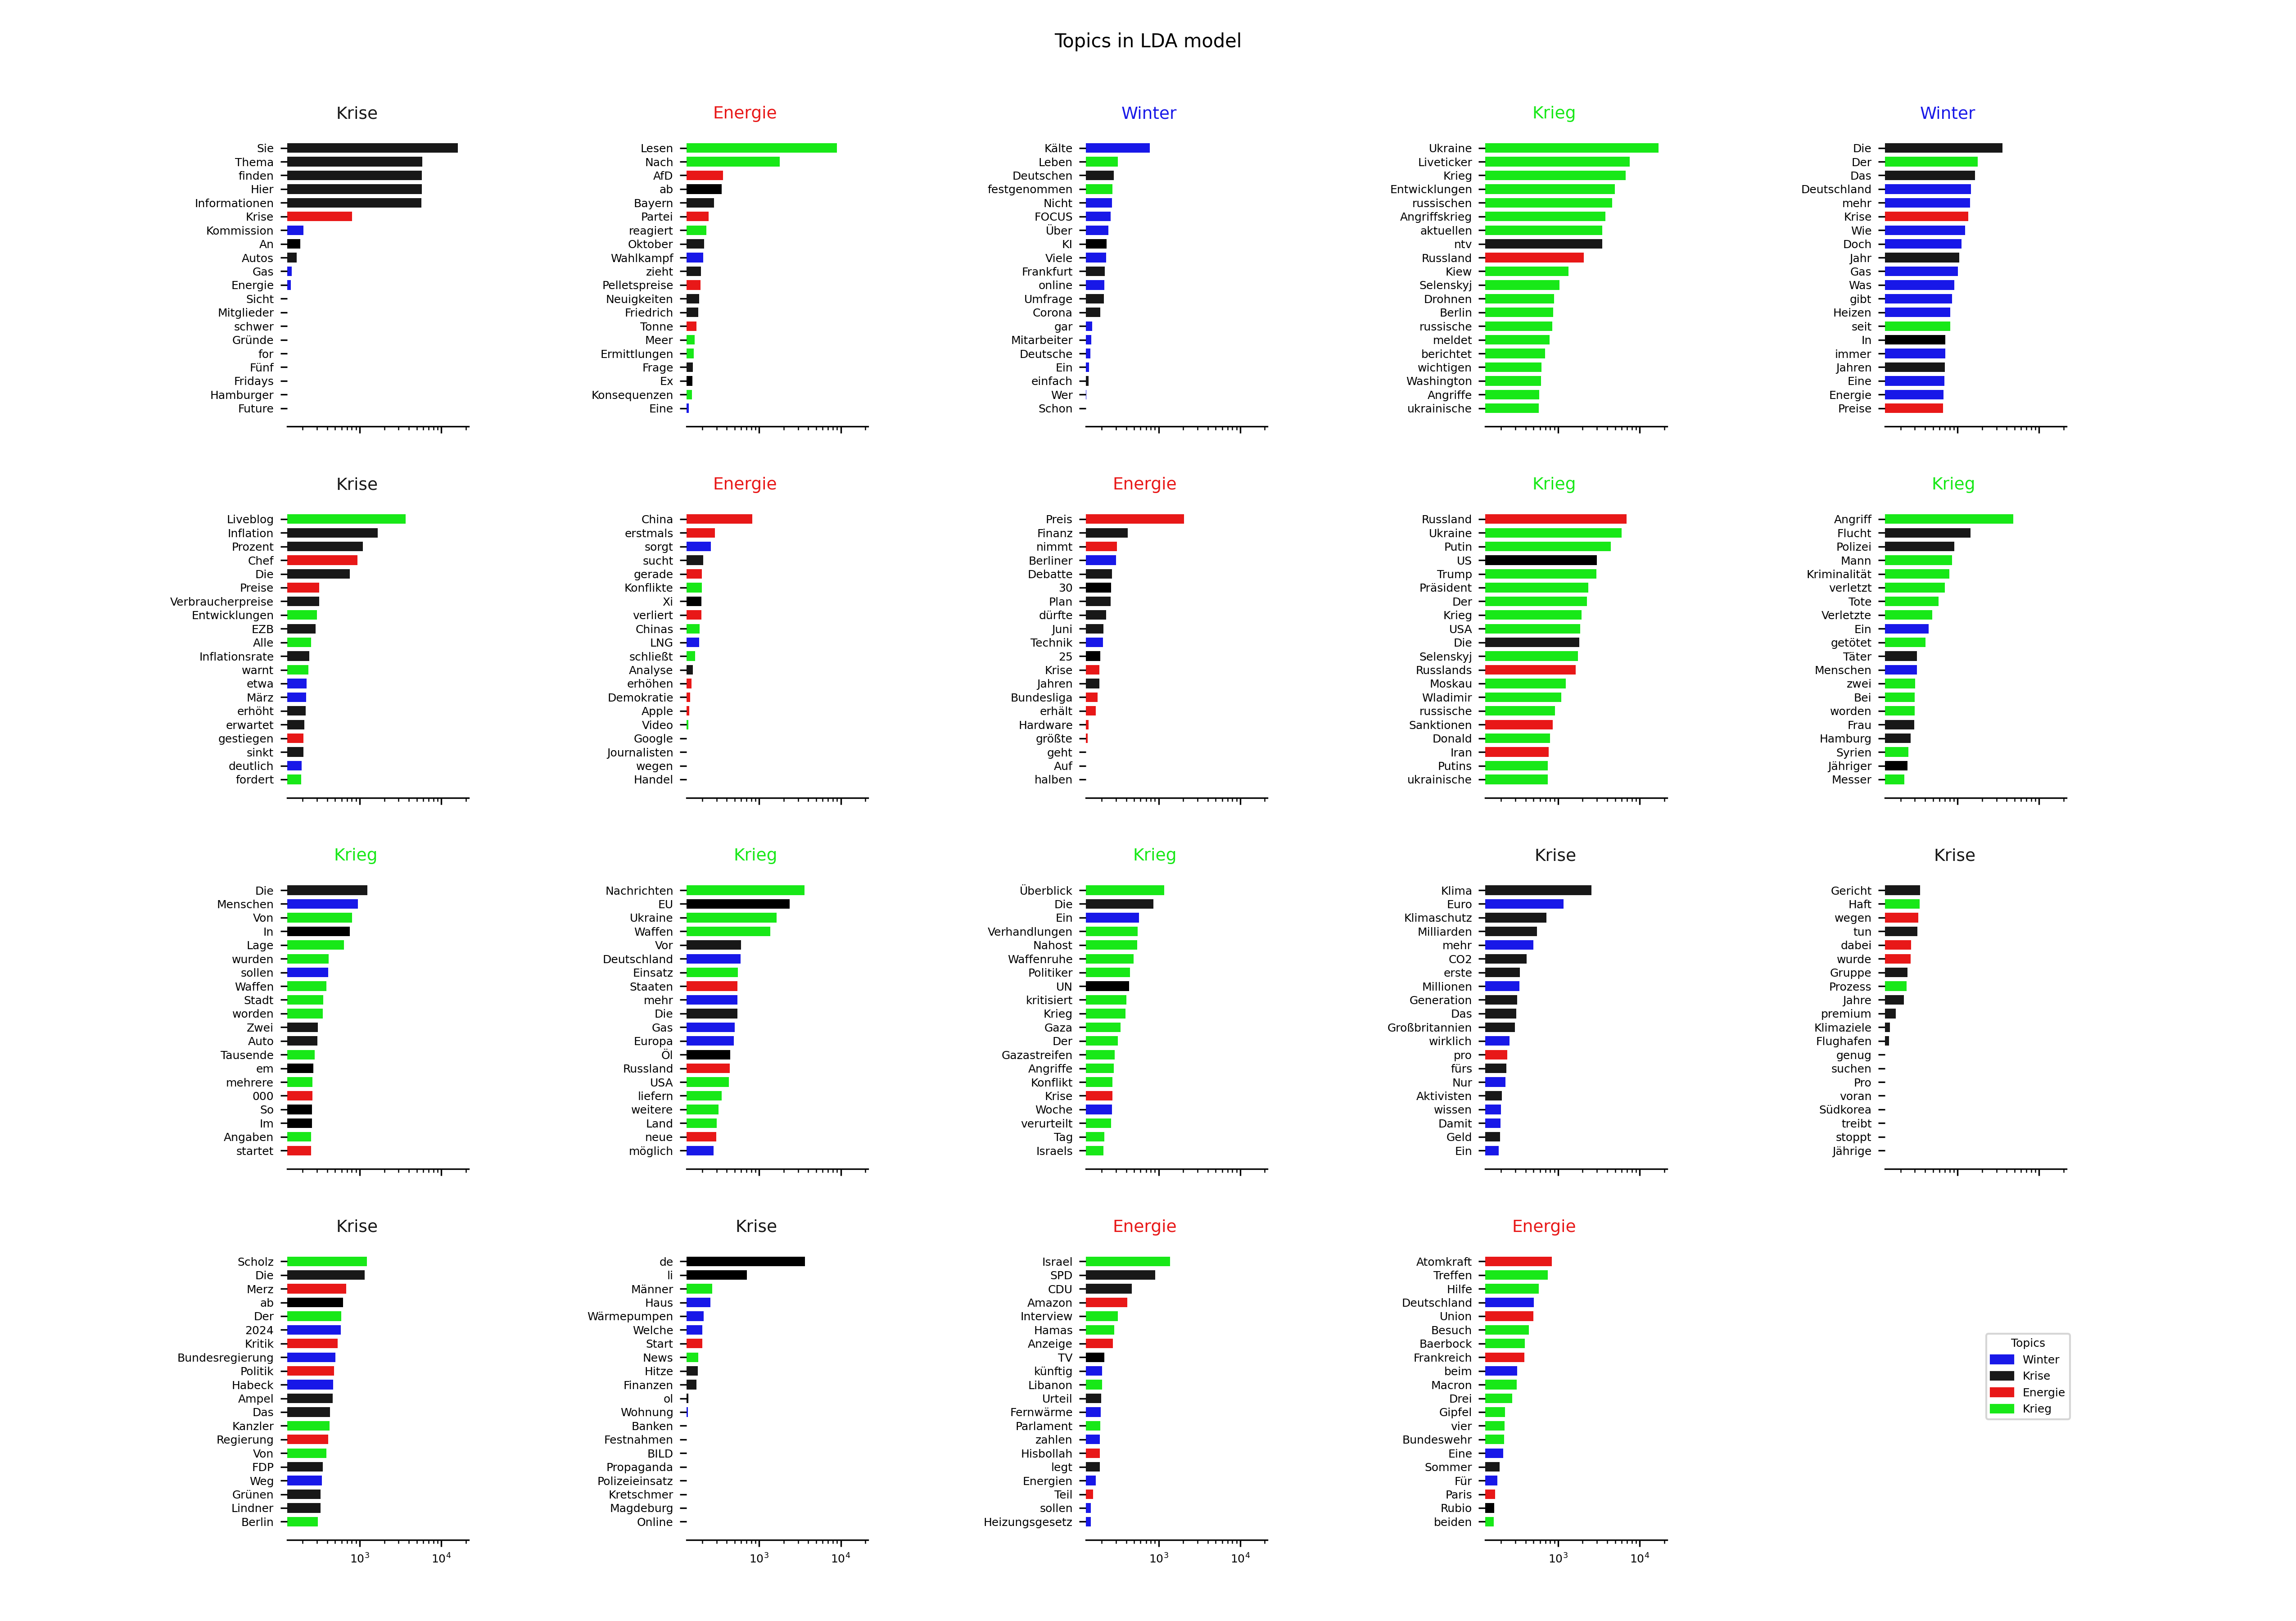 Topics in LDA model
Krise
Sie
Thema
finden
Hier
Informationen
Krise
Kommission
An
Autos
Gas
Energie
Sicht
Mitglieder
schwer
Gründe
for
Fünf
Fridays
Hamburger
Future
Energie
Lesen
Nach
AfD
ab
Bayern
Partei
reagiert
Oktober
Wahlkampf
zieht
Pelletspreise
Neuigkeiten
Friedrich
Tonne
Meer
Ermittlungen
Frage
Ex
Konsequenzen
Eine
Winter
Kälte
Leben
Deutschen
festgenommen
Nicht
FOCUS
Über
KI
Viele
Frankfurt
online
Umfrage
Corona
gar
Mitarbeiter
Deutsche
Ein
einfach
Wer
Schon
Krieg
Ukraine
Liveticker
Krieg
Entwicklungen
russischen
Angriffskrieg
aktuellen
ntv
Russland
Kiew
Selenskyj
Drohnen
Berlin
russische
meldet
berichtet
wichtigen
Washington
Angriffe
ukrainische
Winter
Die
Der
Das
Deutschland
mehr
Krise
Wie
Doch
Jahr
Gas
Was
gibt
Heizen
seit
In
immer
Jahren
Eine
Energie
Preise
Krise
Liveblog
Inflation
Prozent
Chef
Die
Preise
Verbraucherpreise
Entwicklungen
EZB
Alle
Inflationsrate
warnt
etwa
März
erhöht
erwartet
gestiegen
sinkt
deutlich
fordert
Energie
China
erstmals
sorgt
sucht
gerade
Konflikte
Xi
verliert
Chinas
LNG
schließt
Analyse
erhöhen
Demokratie
Apple
Video
Google
Journalisten
wegen
Handel
Energie
Preis
Finanz
nimmt
Berliner
Debatte
30
Plan
dürfte
Juni
Technik
25
Krise
Jahren
Bundesliga
erhält
Hardware
größte
geht
Auf
halben
Krieg
Russland
Ukraine
Putin
US
Trump
Präsident
Der
Krieg
USA
Die
Selenskyj
Russlands
Moskau
Wladimir
russische
Sanktionen
Donald
Iran
Putins
ukrainische
Krieg
Angriff
Flucht
Polizei
Mann
Kriminalität
verletzt
Tote
Verletzte
Ein
getötet
Täter
Menschen
zwei
Bei
worden
Frau
Hamburg
Syrien
Jähriger
Messer
Krieg
Die
Menschen
Von
In
Lage
wurden
sollen
Waffen
Stadt
worden
Zwei
Auto
Tausende
em
mehrere
000
So
Im
Angaben
startet
Krieg
Nachrichten
EU
Ukraine
Waffen
Vor
Deutschland
Einsatz
Staaten
mehr
Die
Gas
Europa
Öl
Russland
USA
liefern
weitere
Land
neue
möglich
Krieg
Überblick
Die
Ein
Verhandlungen
Nahost
Waffenruhe
Politiker
UN
kritisiert
Krieg
Gaza
Der
Gazastreifen
Angriffe
Konflikt
Krise
Woche
verurteilt
Tag
Israels
Krise
Klima
Euro
Klimaschutz
Milliarden
mehr
CO2
erste
Millionen
Generation
Das
Großbritannien
wirklich
pro
fürs
Nur
Aktivisten
wissen
Damit
Geld
Ein
Krise
Gericht
Haft
wegen
tun
dabei
wurde
Gruppe
Prozess
Jahre
premium
Klimaziele
Flughafen
genug
suchen
Pro
voran
Südkorea
treibt
stoppt
Jährige
Krise
Scholz
Die
Merz
ab
Der
2024
Kritik
Bundesregierung
Politik
Habeck
Ampel
Das
Kanzler
Regierung
Von
FDP
Weg
Grünen
Lindner
Berlin
10³ 10⁴
Krise
de
li
Männer
Haus
Wärmepumpen
Welche
Start
News
Hitze
Finanzen
ol
Wohnung
Banken
Festnahmen
BILD
Propaganda
Polizeieinsatz
Kretschmer
Magdeburg
Online
10³ 10⁴
Energie
Israel
SPD
CDU
Amazon
Interview
Hamas
Anzeige
TV
künftig
Libanon
Urteil
Fernwärme
Parlament
zahlen
Hisbollah
legt
Energien
Teil
sollen
Heizungsgesetz
10³ 10⁴
Energie
Atomkraft
Treffen
Hilfe
Deutschland
Union
Besuch
Baerbock
Frankreich
beim
Macron
Drei
Gipfel
vier
Bundeswehr
Eine
Sommer
Für
Paris
Rubio
beiden
10³ 10⁴
Topics
Winter
Krise
Energie
Krieg